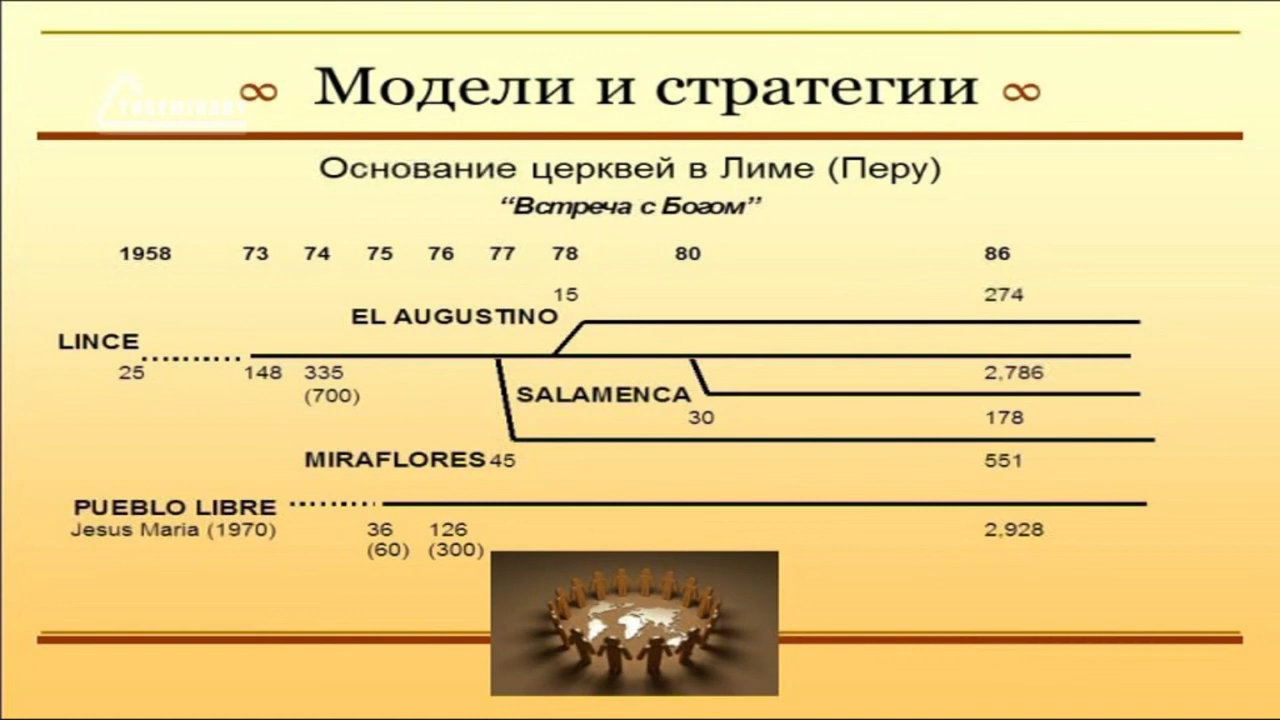 ∞ Модели и стратегии ∞
Основание церквей в Лиме (Перу)
“Встреча с Богом”
1958 73 74 75 76 77 78 80 86
15 274
EL AUGUSTINO
LINCE
25 148 335 2,786
(700)
SALAMENCA
30 178
MIRAFLORES 45 551
PUEBLO LIBRE
Jesus Maria (1970) 36 126 2,928
(60) (300)